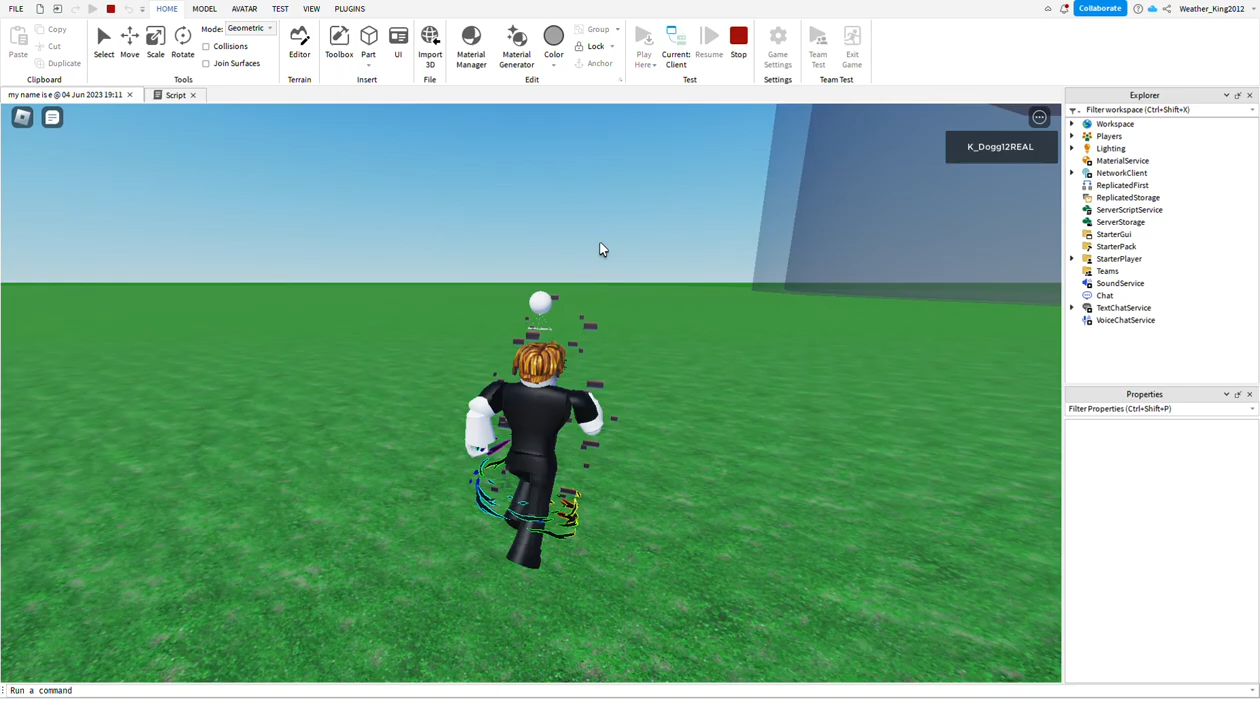 FILE HOME MODEL AVATAR TEST VIEW PLUGINS Collaborate Weather_King2012
Paste Copy Cut Duplicate Clipboard
Select Move Scale Rotate Mode: Geometric Collisions Join Surfaces Tools
Editor Terrain
Toolbox Part UI Insert
Import 3D File
Material Manager Material Generator Color Group Lock Anchor Edit
Play Here Current: Client Resume Stop Test
Game Settings Settings
Team Test Exit Game Team Test
my name is e @ 04 Jun 2023 19:11 Script
K_Dogg12REAL
Explorer
Filter workspace (Ctrl+Shift+X)
Workspace
Players
Lighting
MaterialService
NetworkClient
ReplicatedFirst
ReplicatedStorage
ServerScriptService
ServerStorage
StarterGui
StarterPack
StarterPlayer
Teams
SoundService
Chat
TextChatService
VoiceChatService
Properties
Filter Properties (Ctrl+Shift+P)
Run a command